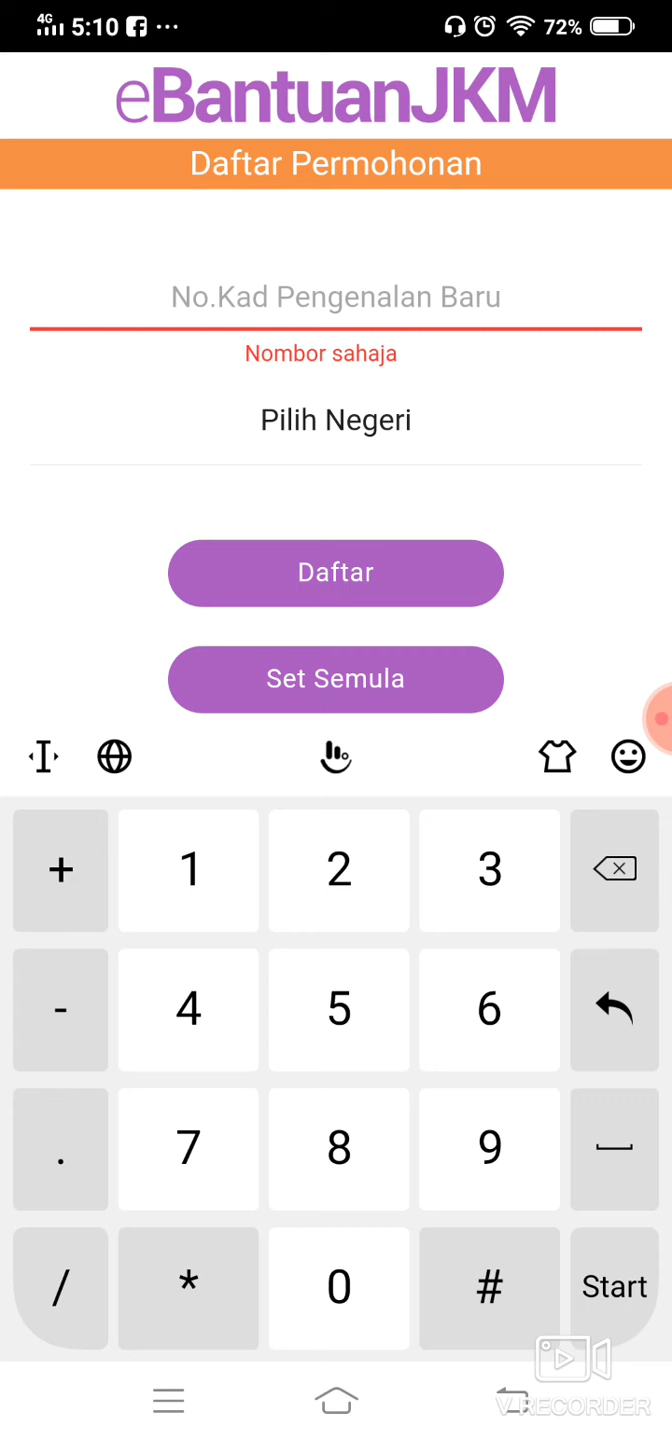 4G 5:10 72%
eBantuanJKM
Daftar Permohonan
No.Kad Pengenalan Baru
Nombor sahaja
Pilih Negeri
Daftar
Set Semula
+ 1 2 3
- 4 5 6
. 7 8 9
/ * 0 # Start
V RECORDER